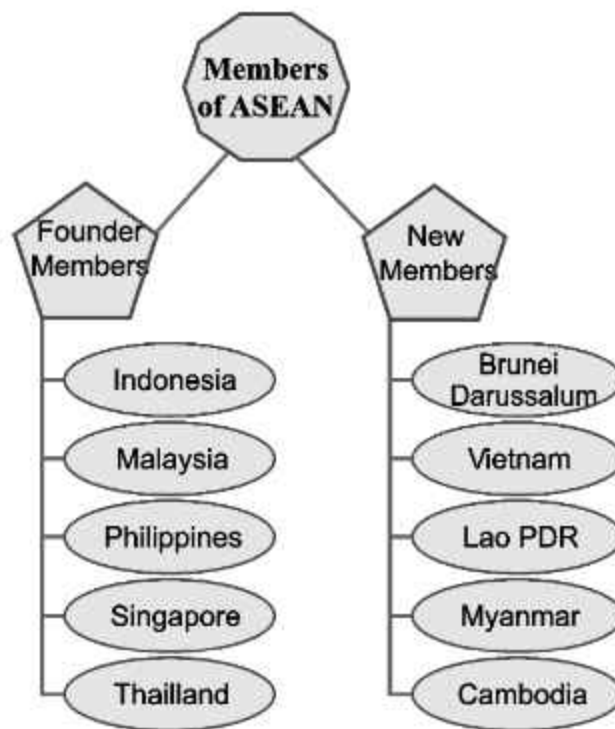 Members
of ASEAN
Founder
Members
Indonesia
Malaysia
Philippines
Singapore
Thailland
New
Members
Brunei
Darussalum
Vietnam
Lao PDR
Myanmar
Cambodia